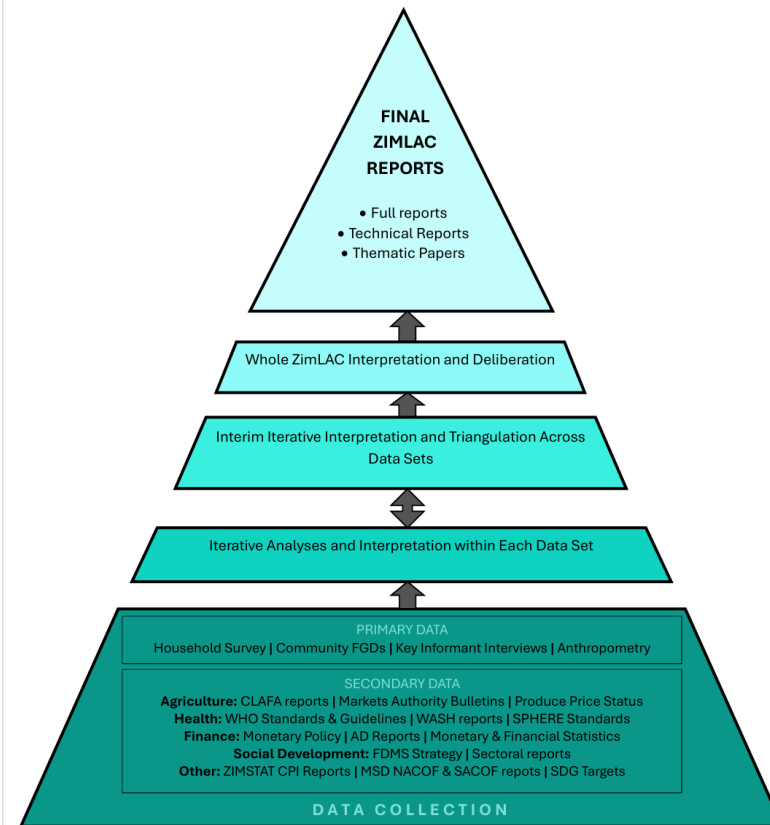 FINAL
ZIMLAC
REPORTS
• Full reports
• Technical Reports
• Thematic Papers
Whole ZimLAC Interpretation and Deliberation
Interim Iterative Interpretation and Triangulation Across
Data Sets
Iterative Analyses and Interpretation within Each Data Set
PRIMARY DATA
Household Survey | Community FGDs | Key Informant Interviews | Anthropometry
SECONDARY DATA
Agriculture: CLAFA reports | Markets Authority Bulletins | Produce Price Status
Health: WHO Standards & Guidelines | WASH reports | SPHERE Standards
Finance: Monetary Policy | AD Reports | Monetary & Financial Statistics
Social Development: FDMS Strategy | Sectoral reports
Other: ZIMSTAT CPI Reports | MSD NACOF & SACOF repots | SDG Targets
DATA COLLECTION